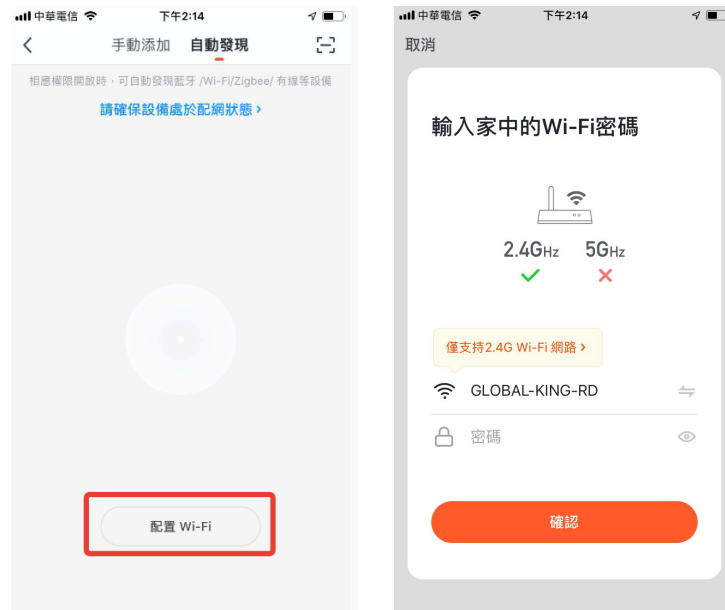 中華電信
下午2:14
手動添加
自動發現
相應權限開啟時，可自動發現藍牙 /Wi-Fi/Zigbee/ 有線等設備
請確保設備處於配網狀態 >
配置 Wi-Fi
中華電信
下午2:14
取消
輸入家中的Wi-Fi密碼
2.4GHz
5GHz
僅支持2.4G Wi-Fi 網路 >
GLOBAL-KING-RD
密碼
確認